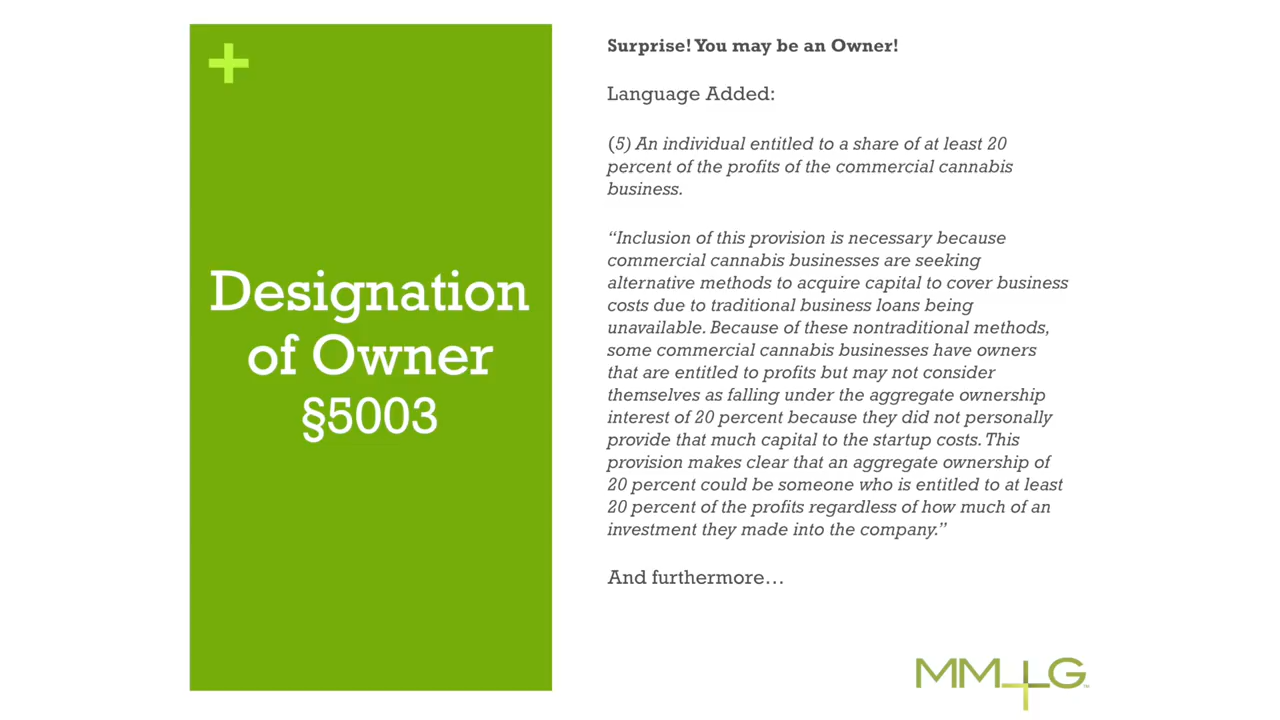 +
Designation
of Owner
§5003
Surprise! You may be an Owner!
Language Added:
(5) An individual entitled to a share of at least 20
percent of the profits of the commercial cannabis
business.
“Inclusion of this provision is necessary because
commercial cannabis businesses are seeking
alternative methods to acquire capital to cover business
costs due to traditional business loans being
unavailable. Because of these nontraditional methods,
some commercial cannabis businesses have owners
that are entitled to profits but may not consider
themselves as falling under the aggregate ownership
interest of 20 percent because they did not personally
provide that much capital to the startup costs. This
provision makes clear that an aggregate ownership of
20 percent could be someone who is entitled to at least
20 percent of the profits regardless of how much of an
investment they made into the company.”
And furthermore…
MMLG™